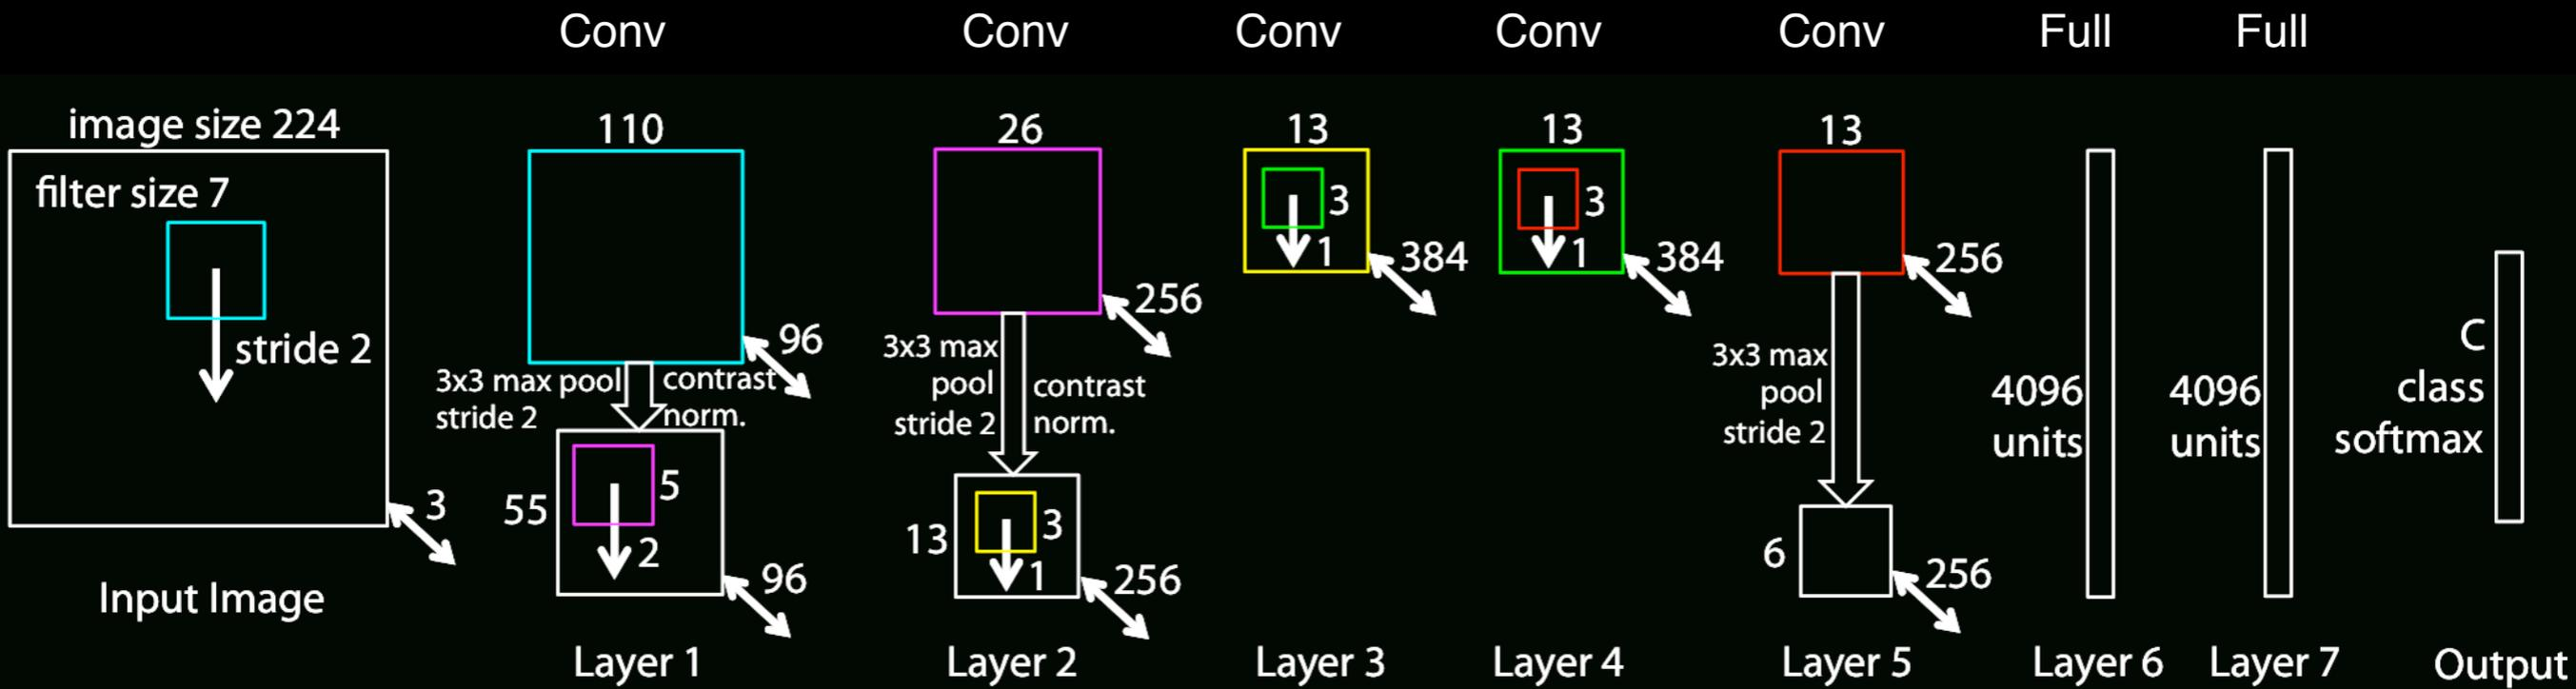 Conv
Conv
Conv
Conv
Conv
Full
Full
image size 224
filter size 7
stride 2
3
Input Image
110
96
3x3 max pool
stride 2
contrast
norm.
55
5
2
96
Layer 1
26
256
3x3 max
pool
stride 2
contrast
norm.
13
3
1
256
Layer 2
13
3
1
384
Layer 3
13
3
1
384
Layer 4
13
256
3x3 max
pool
stride 2
6
256
Layer 5
4096
units
Layer 6
4096
units
Layer 7
C
class
softmax
Output